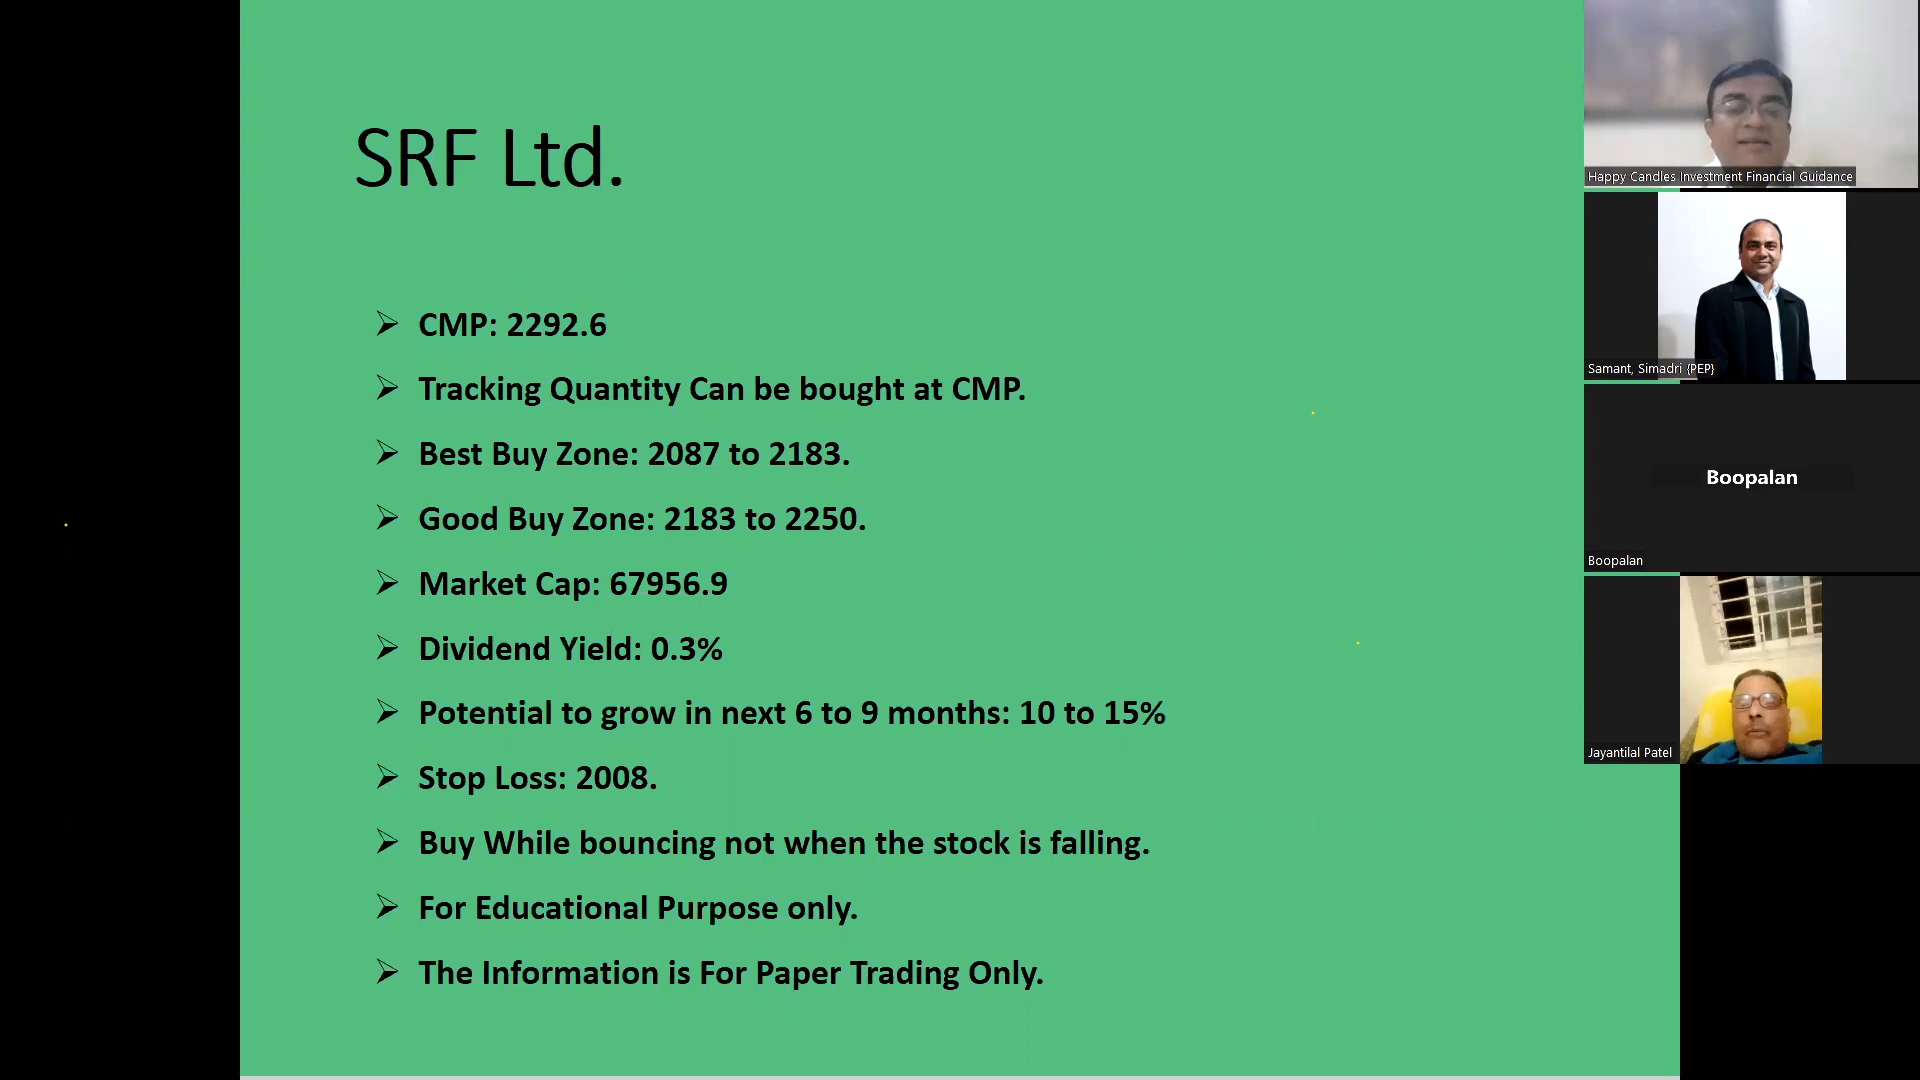 SRF Ltd.
CMP: 2292.6
Tracking Quantity Can be bought at CMP.
Best Buy Zone: 2087 to 2183.
Good Buy Zone: 2183 to 2250.
Market Cap: 67956.9
Dividend Yield: 0.3%
Potential to grow in next 6 to 9 months: 10 to 15%
Stop Loss: 2008.
Buy While bouncing not when the stock is falling.
For Educational Purpose only.
The Information is For Paper Trading Only.
Happy Candles Investment Financial Guidance
Samant, Simadri {PEP}
Boopalan
Boopalan
Jayantilal Patel